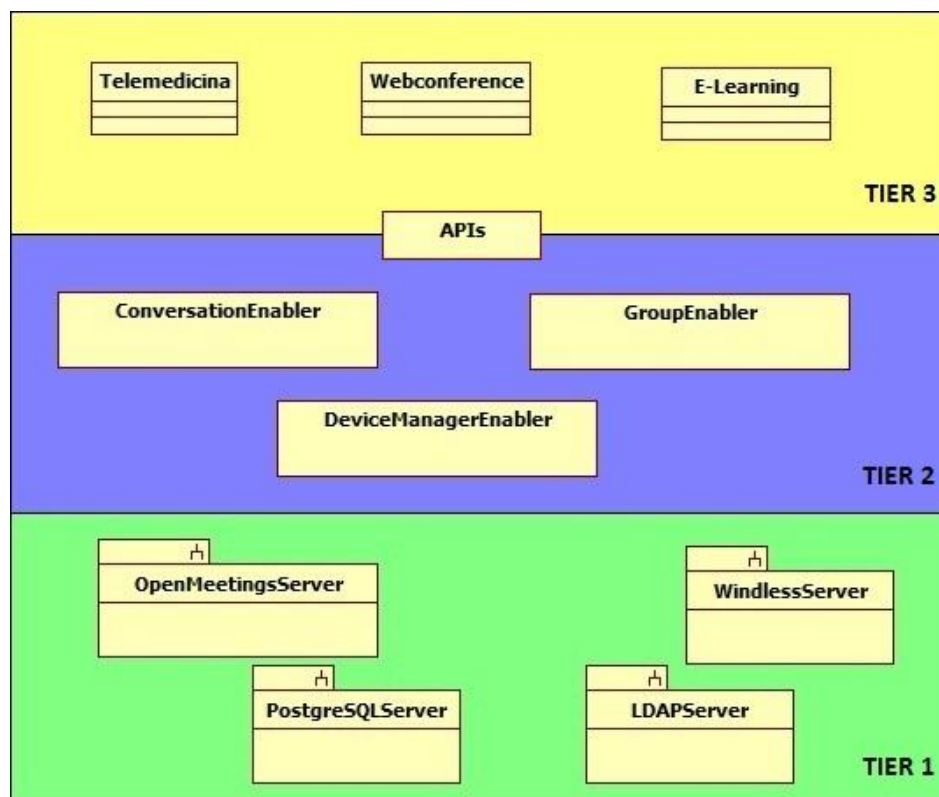 Telemedicina
Webconference
E-Learning
TIER 3
APIs
ConversationEnabler
GroupEnabler
DeviceManagerEnabler
TIER 2
OpenMeetingsServer
WindlessServer
PostgreSQLServer
LDAPServer
TIER 1